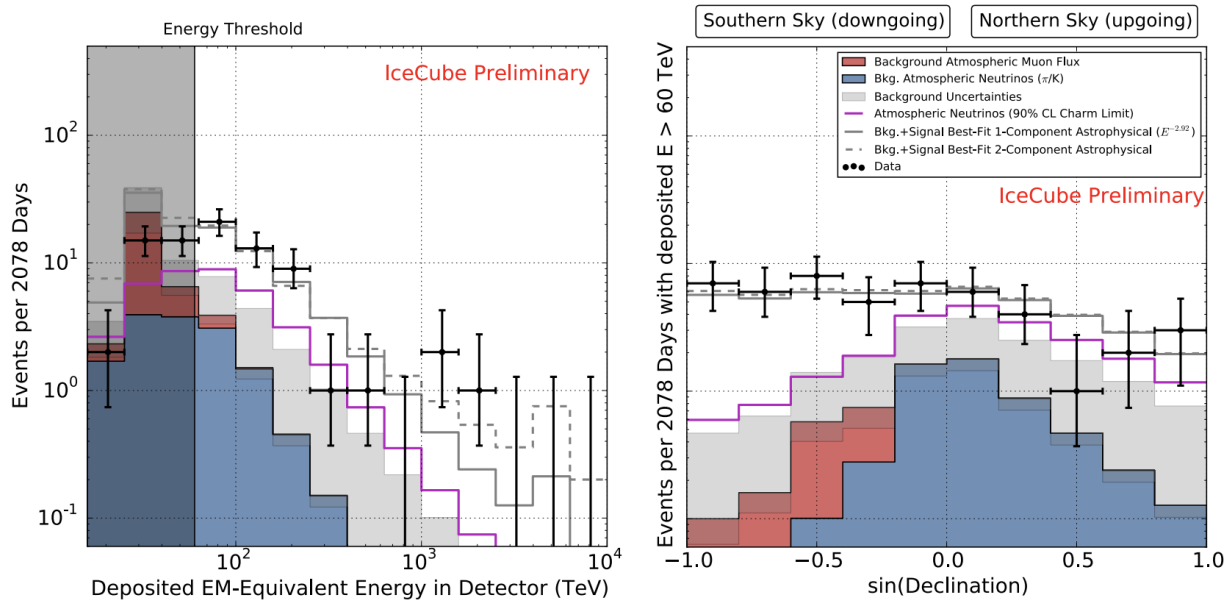 Energy Threshold
IceCube Preliminary
10^2
10^1
10^0
10^-1
Events per 2078 Days
10^2
10^3
10^4
Deposited EM-Equivalent Energy in Detector (TeV)
Southern Sky (downgoing)
Northern Sky (upgoing)
Background Atmospheric Muon Flux
Bkg. Atmospheric Neutrinos (π/K)
Background Uncertainties
Atmospheric Neutrinos (90% CL Charm Limit)
Bkg.+Signal Best-Fit 1-Component Astrophysical (E^-2.92)
Bkg.+Signal Best-Fit 2-Component Astrophysical
Data
IceCube Preliminary
Events per 2078 Days with deposited E > 60 TeV
−1.0
−0.5
0.0
0.5
1.0
sin(Declination)